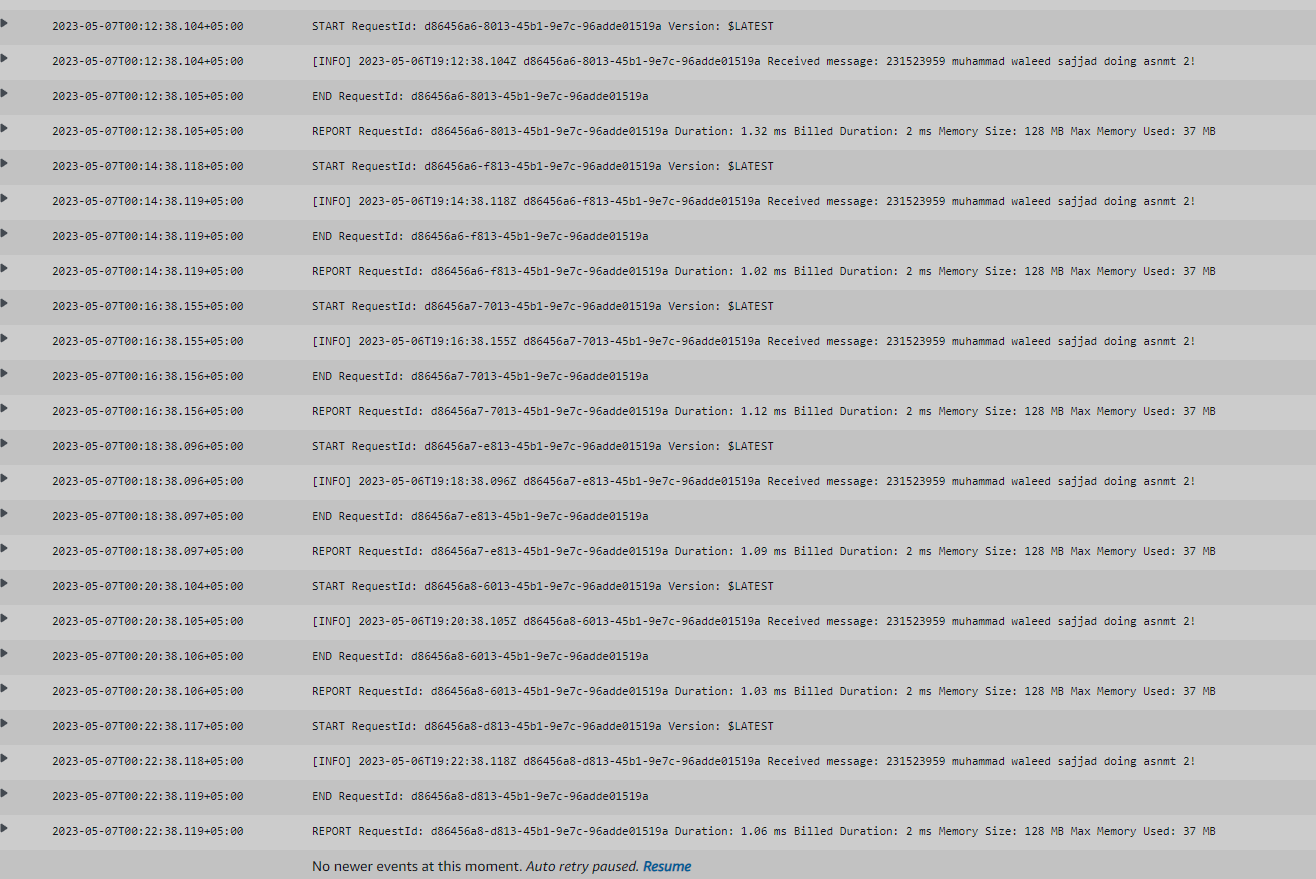 2023-05-07T00:12:38.104+05:00 START RequestId: d86456a6-8013-45b1-9e7c-96adde01519a Version: $LATEST
2023-05-07T00:12:38.104+05:00 [INFO] 2023-05-06T19:12:38.104Z d86456a6-8013-45b1-9e7c-96adde01519a Received message: 231523959 muhammad waleed sajjad doing asnmt 2!
2023-05-07T00:12:38.105+05:00 END RequestId: d86456a6-8013-45b1-9e7c-96adde01519a
2023-05-07T00:12:38.105+05:00 REPORT RequestId: d86456a6-8013-45b1-9e7c-96adde01519a Duration: 1.32 ms Billed Duration: 2 ms Memory Size: 128 MB Max Memory Used: 37 MB
2023-05-07T00:14:38.118+05:00 START RequestId: d86456a6-f813-45b1-9e7c-96adde01519a Version: $LATEST
2023-05-07T00:14:38.119+05:00 [INFO] 2023-05-06T19:14:38.118Z d86456a6-f813-45b1-9e7c-96adde01519a Received message: 231523959 muhammad waleed sajjad doing asnmt 2!
2023-05-07T00:14:38.119+05:00 END RequestId: d86456a6-f813-45b1-9e7c-96adde01519a
2023-05-07T00:14:38.119+05:00 REPORT RequestId: d86456a6-f813-45b1-9e7c-96adde01519a Duration: 1.02 ms Billed Duration: 2 ms Memory Size: 128 MB Max Memory Used: 37 MB
2023-05-07T00:16:38.155+05:00 START RequestId: d86456a7-7013-45b1-9e7c-96adde01519a Version: $LATEST
2023-05-07T00:16:38.155+05:00 [INFO] 2023-05-06T19:16:38.155Z d86456a7-7013-45b1-9e7c-96adde01519a Received message: 231523959 muhammad waleed sajjad doing asnmt 2!
2023-05-07T00:16:38.156+05:00 END RequestId: d86456a7-7013-45b1-9e7c-96adde01519a
2023-05-07T00:16:38.156+05:00 REPORT RequestId: d86456a7-7013-45b1-9e7c-96adde01519a Duration: 1.12 ms Billed Duration: 2 ms Memory Size: 128 MB Max Memory Used: 37 MB
2023-05-07T00:18:38.096+05:00 START RequestId: d86456a7-e813-45b1-9e7c-96adde01519a Version: $LATEST
2023-05-07T00:18:38.096+05:00 [INFO] 2023-05-06T19:18:38.096Z d86456a7-e813-45b1-9e7c-96adde01519a Received message: 231523959 muhammad waleed sajjad doing asnmt 2!
2023-05-07T00:18:38.097+05:00 END RequestId: d86456a7-e813-45b1-9e7c-96adde01519a
2023-05-07T00:18:38.097+05:00 REPORT RequestId: d86456a7-e813-45b1-9e7c-96adde01519a Duration: 1.09 ms Billed Duration: 2 ms Memory Size: 128 MB Max Memory Used: 37 MB
2023-05-07T00:20:38.104+05:00 START RequestId: d86456a8-6013-45b1-9e7c-96adde01519a Version: $LATEST
2023-05-07T00:20:38.105+05:00 [INFO] 2023-05-06T19:20:38.105Z d86456a8-6013-45b1-9e7c-96adde01519a Received message: 231523959 muhammad waleed sajjad doing asnmt 2!
2023-05-07T00:20:38.106+05:00 END RequestId: d86456a8-6013-45b1-9e7c-96adde01519a
2023-05-07T00:20:38.106+05:00 REPORT RequestId: d86456a8-6013-45b1-9e7c-96adde01519a Duration: 1.03 ms Billed Duration: 2 ms Memory Size: 128 MB Max Memory Used: 37 MB
2023-05-07T00:22:38.117+05:00 START RequestId: d86456a8-d813-45b1-9e7c-96adde01519a Version: $LATEST
2023-05-07T00:22:38.118+05:00 [INFO] 2023-05-06T19:22:38.118Z d86456a8-d813-45b1-9e7c-96adde01519a Received message: 231523959 muhammad waleed sajjad doing asnmt 2!
2023-05-07T00:22:38.119+05:00 END RequestId: d86456a8-d813-45b1-9e7c-96adde01519a
2023-05-07T00:22:38.119+05:00 REPORT RequestId: d86456a8-d813-45b1-9e7c-96adde01519a Duration: 1.06 ms Billed Duration: 2 ms Memory Size: 128 MB Max Memory Used: 37 MB
No newer events at this moment. Auto retry paused. Resume